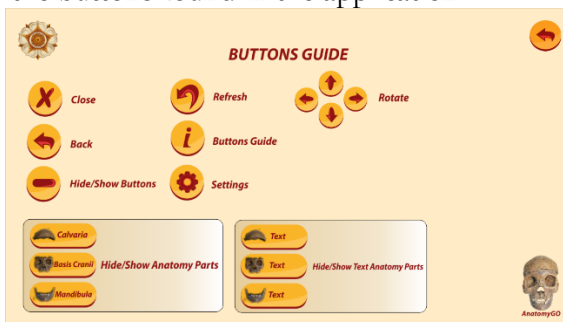 BUTTONS GUIDE
Close
Refresh
Rotate
Back
Buttons Guide
Hide/Show Buttons
Settings
Calvaria
Basis Cranii
Mandibula
Hide/Show Anatomy Parts
Text
Text
Text
Hide/Show Text Anatomy Parts
AnatomyGO